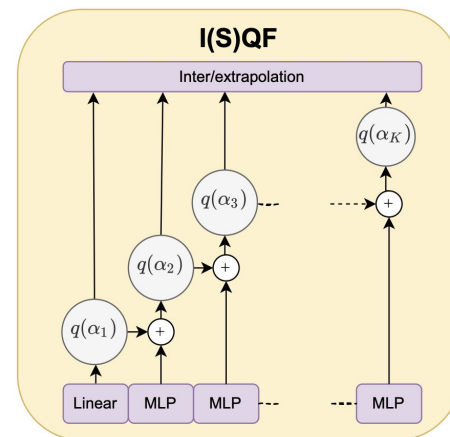 I(S)QF
Inter/extrapolation
q(α_K)
q(α_3)
+
q(α_2)
+
q(α_1)
+
Linear MLP MLP MLP